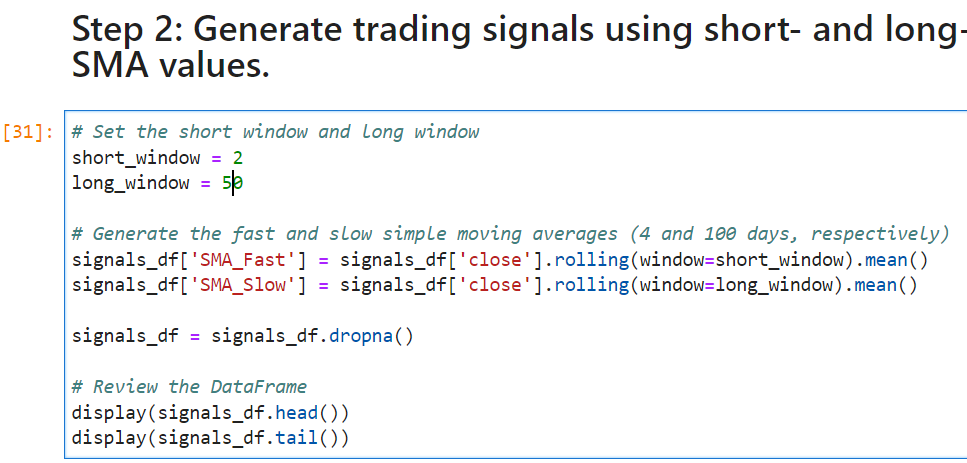 Step 2: Generate trading signals using short- and long-
SMA values.
[31]:
# Set the short window and long window
short_window = 2
long_window = 50
# Generate the fast and slow simple moving averages (4 and 100 days, respectively)
signals_df['SMA_Fast'] = signals_df['close'].rolling(window=short_window).mean()
signals_df['SMA_Slow'] = signals_df['close'].rolling(window=long_window).mean()
signals_df = signals_df.dropna()
# Review the DataFrame
display(signals_df.head())
display(signals_df.tail())